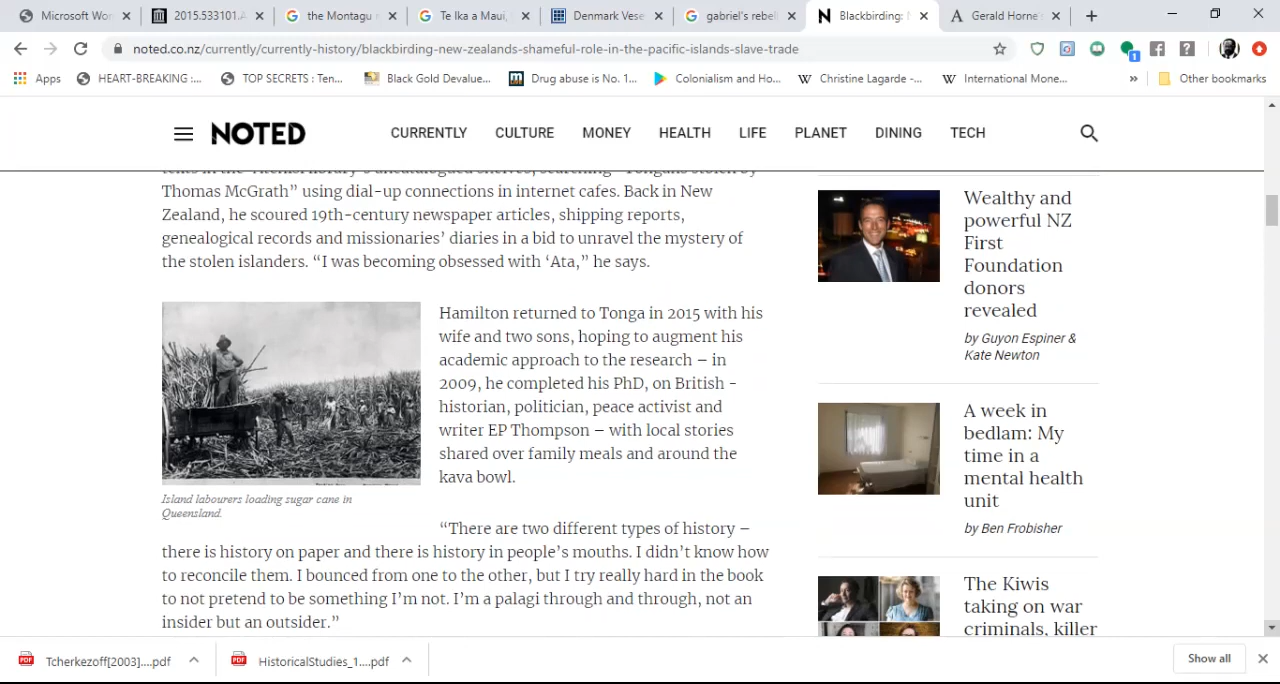 Microsoft Wo
2015.533101.
the Montagu
Te Ika a Maui,
Denmark Vese
gabriel's rebel
Blackbirding:
Gerald Horne's
noted.co.nz/currently/currently-history/blackbirding-new-zealands-shameful-role-in-the-pacific-islands-slave-trade
1
Apps
HEART-BREAKING :...
TOP SECRETS : Ten...
Black Gold Devalue...
Drug abuse is No. 1...
Colonialism and Ho...
Christine Lagarde -...
International Mone...
»
Other bookmarks
NOTED
CURRENTLY
CULTURE
MONEY
HEALTH
LIFE
PLANET
DINING
TECH
Thomas McGrath” using dial-up connections in internet cafes. Back in New
Zealand, he scoured 19th-century newspaper articles, shipping reports,
genealogical records and missionaries’ diaries in a bid to unravel the mystery of
the stolen islanders. “I was becoming obsessed with ‘Ata,” he says.
Island labourers loading sugar cane in
Queensland.
Hamilton returned to Tonga in 2015 with his
wife and two sons, hoping to augment his
academic approach to the research – in
2009, he completed his PhD, on British -
historian, politician, peace activist and
writer EP Thompson – with local stories
shared over family meals and around the
kava bowl.
“There are two different types of history –
there is history on paper and there is history in people’s mouths. I didn’t know how
to reconcile them. I bounced from one to the other, but I try really hard in the book
to not pretend to be something I’m not. I’m a palagi through and through, not an
insider but an outsider.”
Wealthy and
powerful NZ
First
Foundation
donors
revealed
by Guyon Espiner &
Kate Newton
A week in
bedlam: My
time in a
mental health
unit
by Ben Frobisher
The Kiwis
taking on war
criminals, killer
PDF
Tcherkezoff[2003]....pdf
PDF
HistoricalStudies_1....pdf
Show all